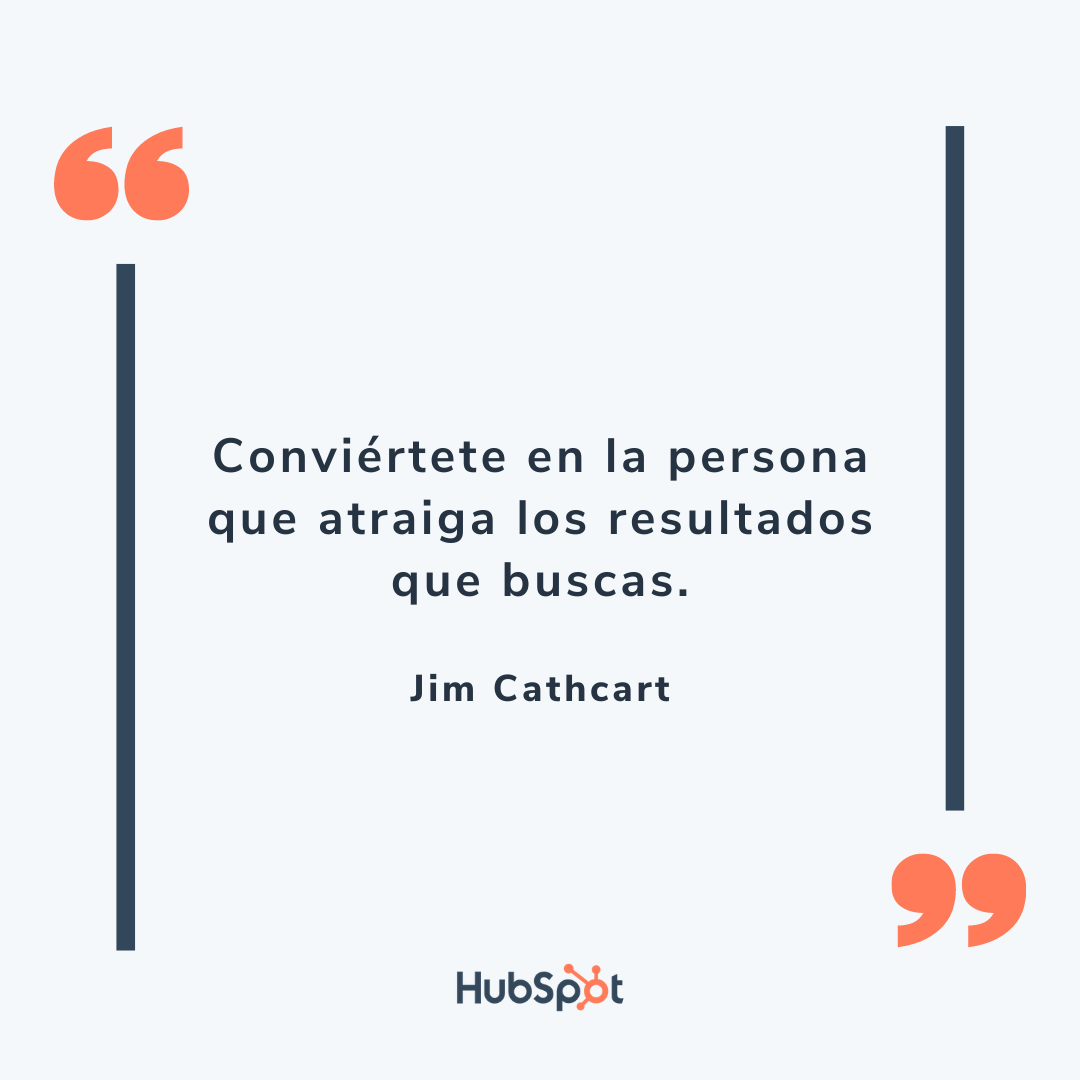 Conviértete en la persona
que atraiga los resultados
que buscas.
Jim Cathcart
HubSpot